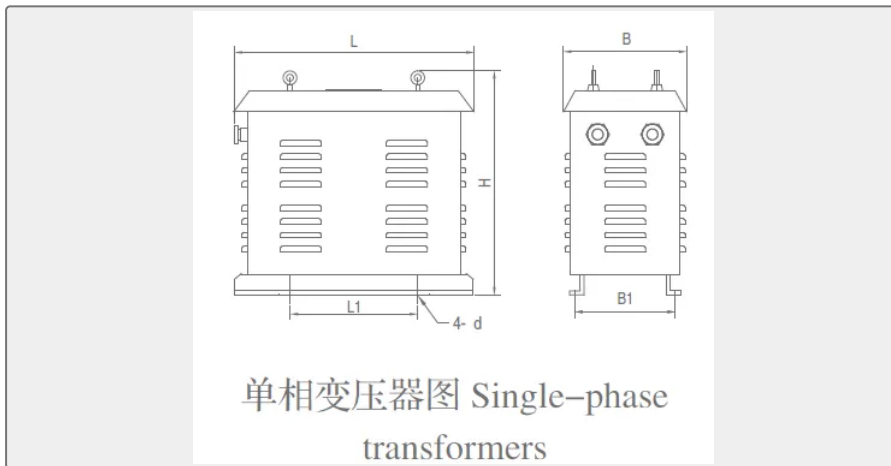 L
B
H
L1
B1
4- d
单相变压器图 Single-phase
transformers